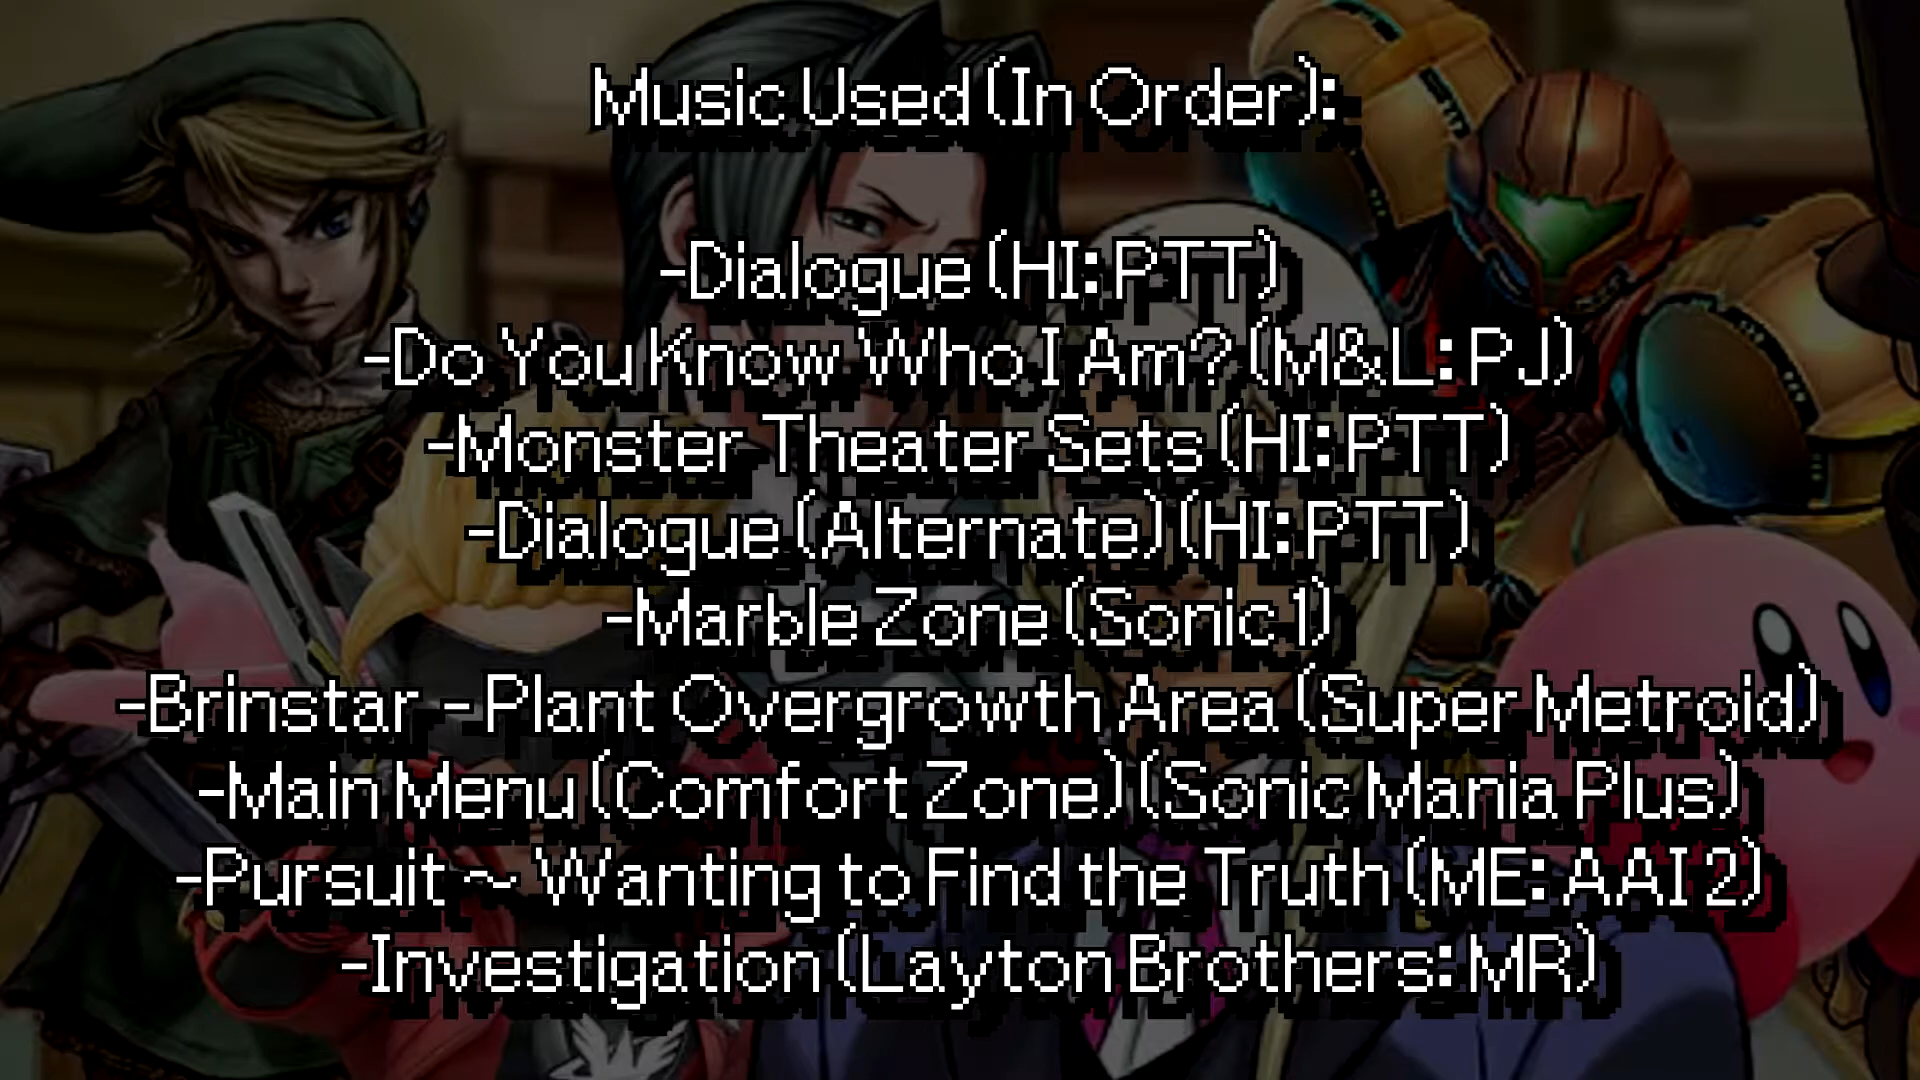 Music Used (In Order):
-Dialogue (HI: PTT)
-Do You Know Who I Am? (M&L: PJ)
-Monster Theater Sets (HI: PTT)
-Dialogue (Alternate) (HI: PTT)
-Marble Zone (Sonic 1)
-Brinstar - Plant Overgrowth Area (Super Metroid)
-Main Menu (Comfort Zone) (Sonic Mania Plus)
-Pursuit ~ Wanting to Find the Truth (ME: AAI 2)
-Investigation (Layton Brothers: MR)